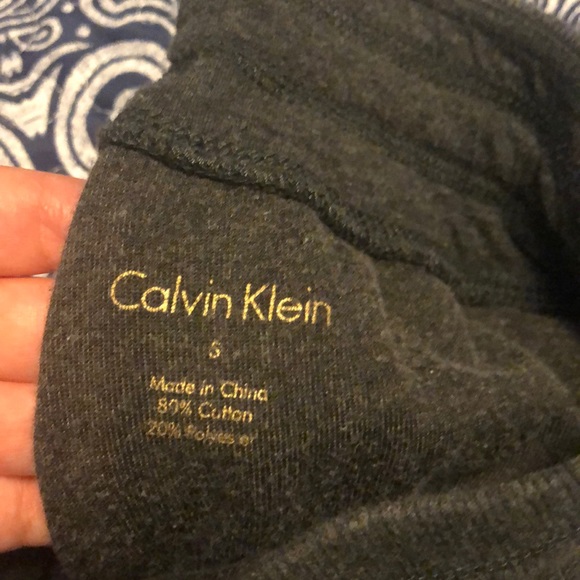 Calvin Klein
S
Made in China
80% Cotton
20% Polyester